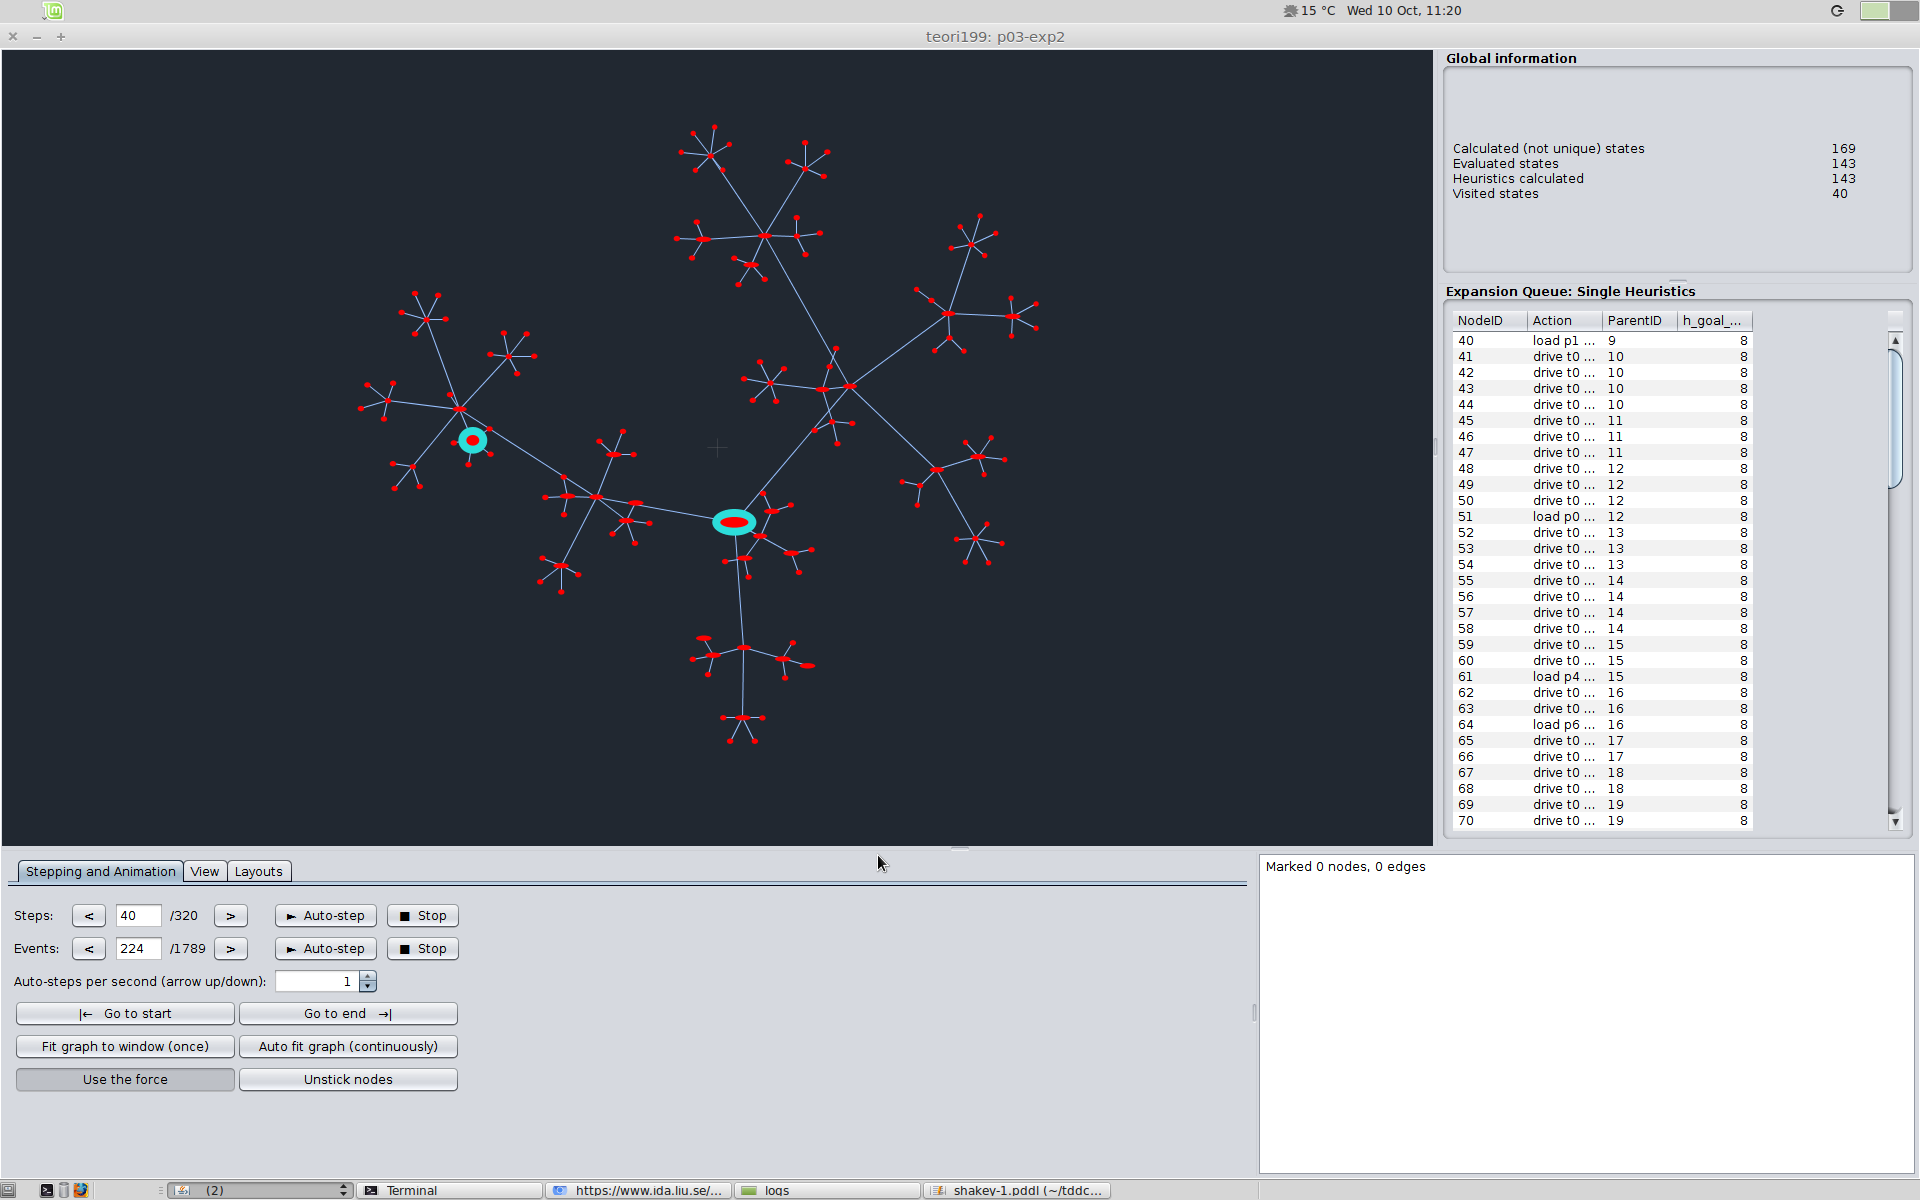 15 °C Wed 10 Oct, 11:20
teori199: p03-exp2
Global information
Calculated (not unique) states 169
Evaluated states 143
Heuristics calculated 143
Visited states 40
Expansion Queue: Single Heuristics
NodeID Action ParentID h_goal_...
40 load p1 ... 9 8
41 drive t0 ... 10 8
42 drive t0 ... 10 8
43 drive t0 ... 10 8
44 drive t0 ... 10 8
45 drive t0 ... 11 8
46 drive t0 ... 11 8
47 drive t0 ... 11 8
48 drive t0 ... 12 8
49 drive t0 ... 12 8
50 drive t0 ... 12 8
51 load p0 ... 12 8
52 drive t0 ... 13 8
53 drive t0 ... 13 8
54 drive t0 ... 13 8
55 drive t0 ... 14 8
56 drive t0 ... 14 8
57 drive t0 ... 14 8
58 drive t0 ... 14 8
59 drive t0 ... 15 8
60 drive t0 ... 15 8
61 load p4 ... 15 8
62 drive t0 ... 16 8
63 drive t0 ... 16 8
64 load p6 ... 16 8
65 drive t0 ... 17 8
66 drive t0 ... 17 8
67 drive t0 ... 18 8
68 drive t0 ... 18 8
69 drive t0 ... 19 8
70 drive t0 ... 19 8
Stepping and Animation View Layouts
Steps: < 40 /320 > ► Auto-step ■ Stop
Events: < 224 /1789 > ► Auto-step ■ Stop
Auto-steps per second (arrow up/down): 1
|← Go to start Go to end →|
Fit graph to window (once) Auto fit graph (continuously)
Use the force Unstick nodes
Marked 0 nodes, 0 edges
(2) Terminal https://www.ida.liu.se/... logs shakey-1.pddl (~/tddc...